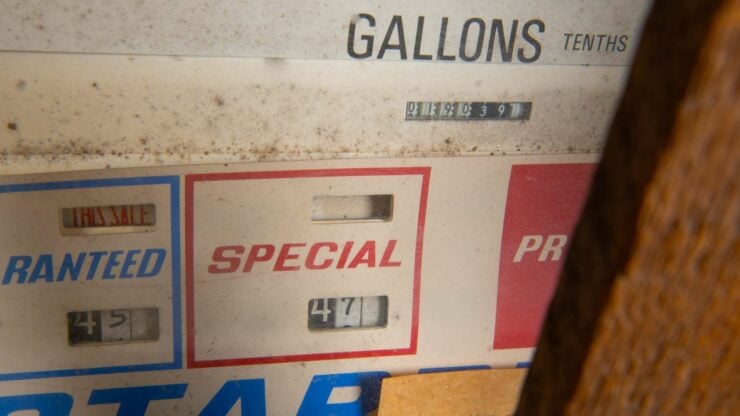 GALLONS TENTHS
THIS SALE
RANTEED
45
SPECIAL
47
PR